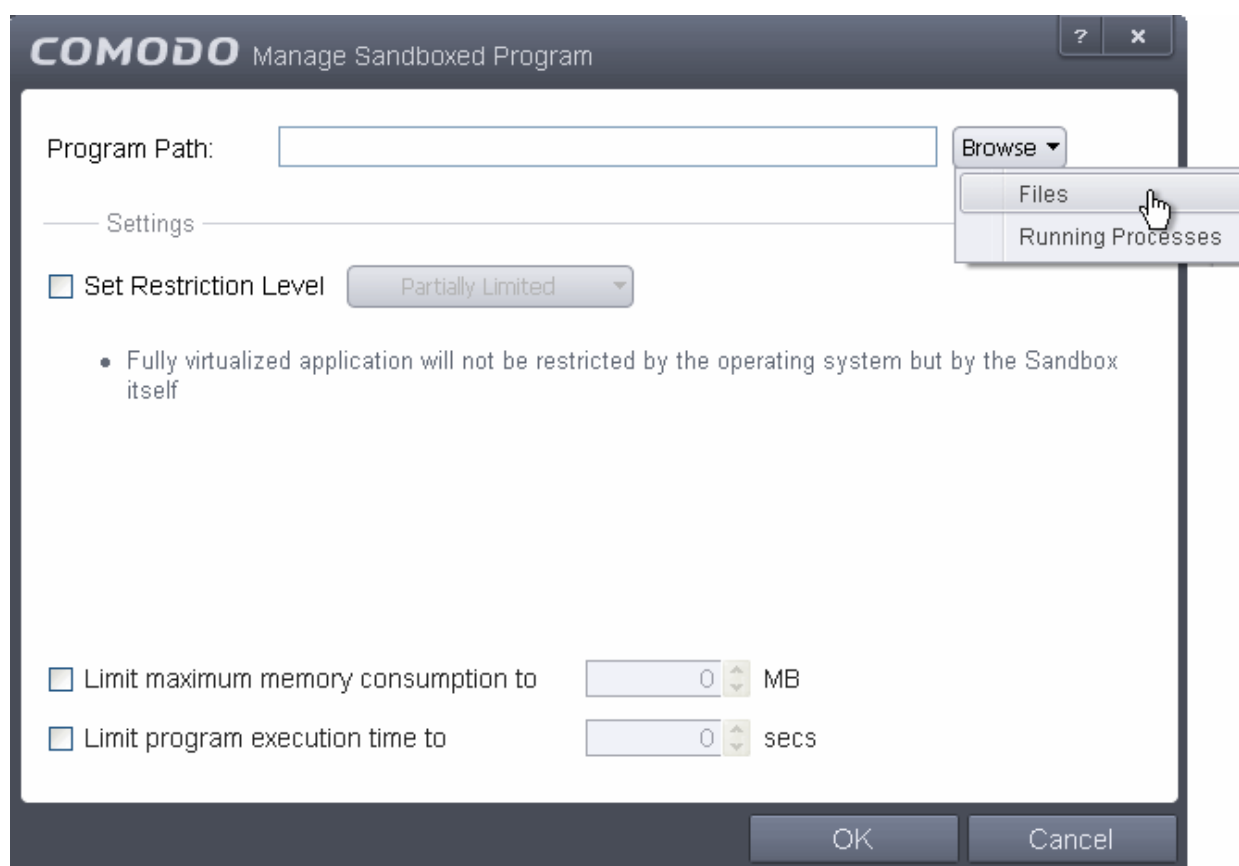 COMODO Manage Sandboxed Program
? x
Program Path:
Browse
Files
Running Processes
Settings
Set Restriction Level Partially Limited
• Fully virtualized application will not be restricted by the operating system but by the Sandbox
itself
Limit maximum memory consumption to 0 MB
Limit program execution time to 0 secs
OK Cancel